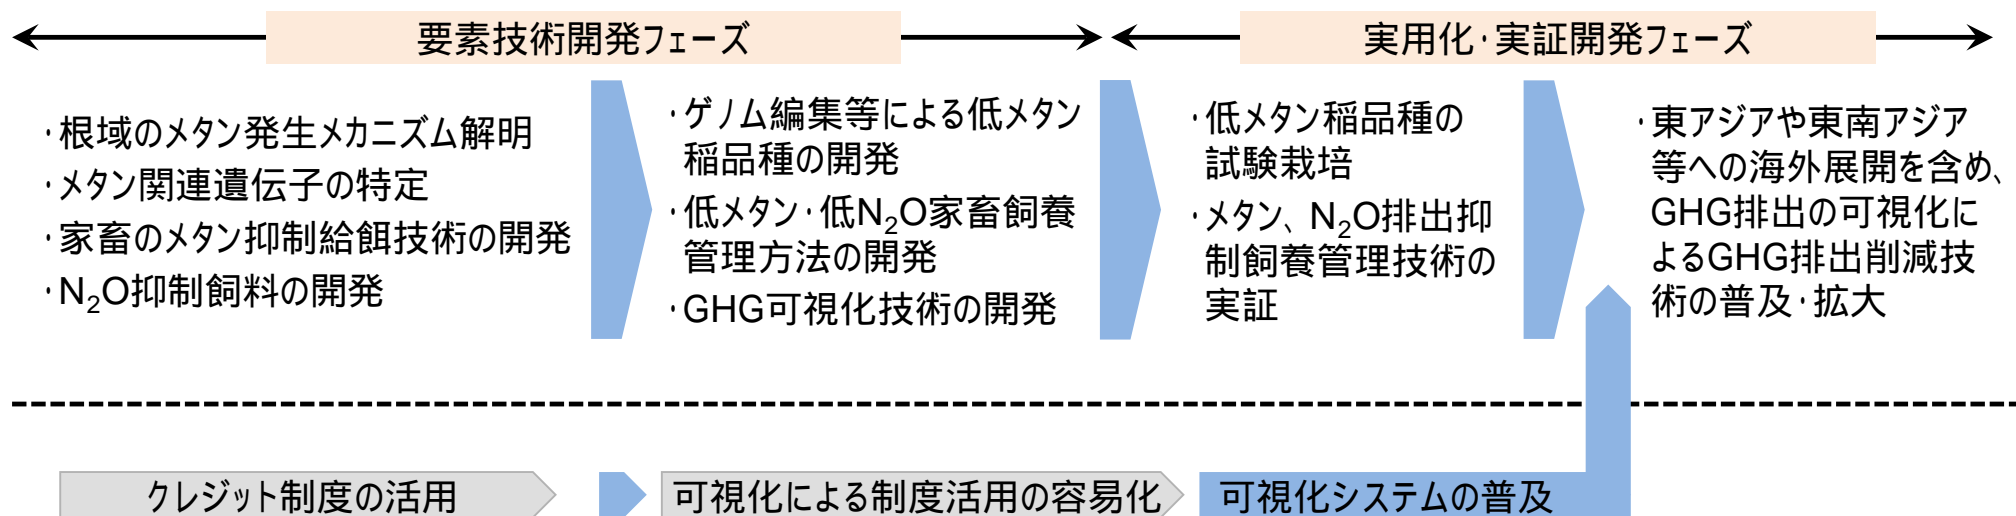 要素技術開発フェーズ
実用化・実証開発フェーズ
・根域のメタン発生メカニズム解明
・メタン関連遺伝子の特定
・家畜のメタン抑制給餌技術の開発
・N₂O抑制飼料の開発
・ゲノム編集等による低メタン
稲品種の開発
・低メタン・低N₂O家畜飼養
管理方法の開発
・GHG可視化技術の開発
・低メタン稲品種の
試験栽培
・メタン、N₂O排出抑
制飼養管理技術の
実証
・東アジアや東南アジア
等への海外展開を含め、
GHG排出の可視化に
よるGHG排出削減技
術の普及・拡大
クレジット制度の活用
可視化による制度活用の容易化
可視化システムの普及